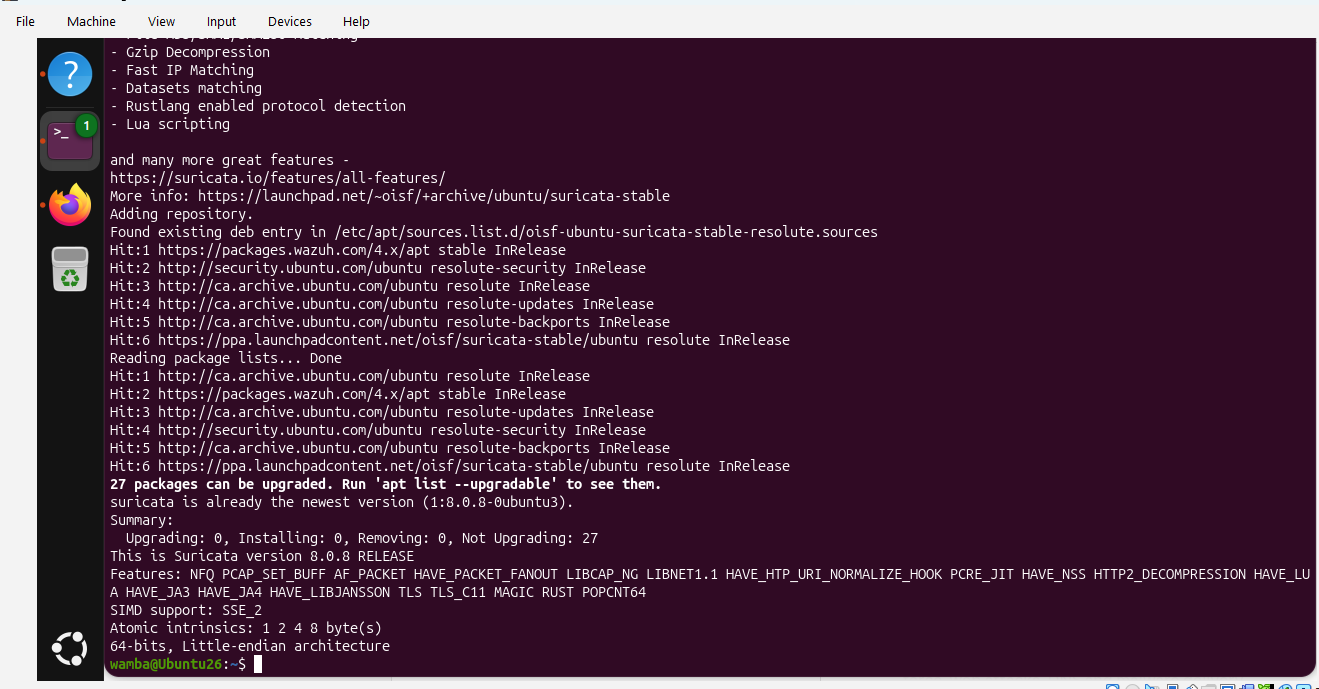 File Machine View Input Devices Help
- Gzip Decompression
- Fast IP Matching
- Datasets matching
- Rustlang enabled protocol detection
- Lua scripting
and many more great features -
https://suricata.io/features/all-features/
More info: https://launchpad.net/~oisf/+archive/ubuntu/suricata-stable
Adding repository.
Found existing deb entry in /etc/apt/sources.list.d/oisf-ubuntu-suricata-stable-resolute.sources
Hit:1 https://packages.wazuh.com/4.x/apt stable InRelease
Hit:2 http://security.ubuntu.com/ubuntu resolute-security InRelease
Hit:3 http://ca.archive.ubuntu.com/ubuntu resolute InRelease
Hit:4 http://ca.archive.ubuntu.com/ubuntu resolute-updates InRelease
Hit:5 http://ca.archive.ubuntu.com/ubuntu resolute-backports InRelease
Hit:6 https://ppa.launchpadcontent.net/oisf/suricata-stable/ubuntu resolute InRelease
Reading package lists... Done
Hit:1 http://ca.archive.ubuntu.com/ubuntu resolute InRelease
Hit:2 https://packages.wazuh.com/4.x/apt stable InRelease
Hit:3 http://ca.archive.ubuntu.com/ubuntu resolute-updates InRelease
Hit:4 http://security.ubuntu.com/ubuntu resolute-security InRelease
Hit:5 http://ca.archive.ubuntu.com/ubuntu resolute-backports InRelease
Hit:6 https://ppa.launchpadcontent.net/oisf/suricata-stable/ubuntu resolute InRelease
27 packages can be upgraded. Run 'apt list --upgradable' to see them.
suricata is already the newest version (1:8.0.8-0ubuntu3).
Summary:
  Upgrading: 0, Installing: 0, Removing: 0, Not Upgrading: 27
This is Suricata version 8.0.8 RELEASE
Features: NFQ PCAP_SET_BUFF AF_PACKET HAVE_PACKET_FANOUT LIBCAP_NG LIBNET1.1 HAVE_HTP_URI_NORMALIZE_HOOK PCRE_JIT HAVE_NSS HTTP2_DECOMPRESSION HAVE_LU
A HAVE_JA3 HAVE_JA4 HAVE_LIBJANSSON TLS TLS_C11 MAGIC RUST POPCNT64
SIMD support: SSE_2
Atomic intrinsics: 1 2 4 8 byte(s)
64-bits, Little-endian architecture
wamba@Ubuntu26:~$
?
>_ 1